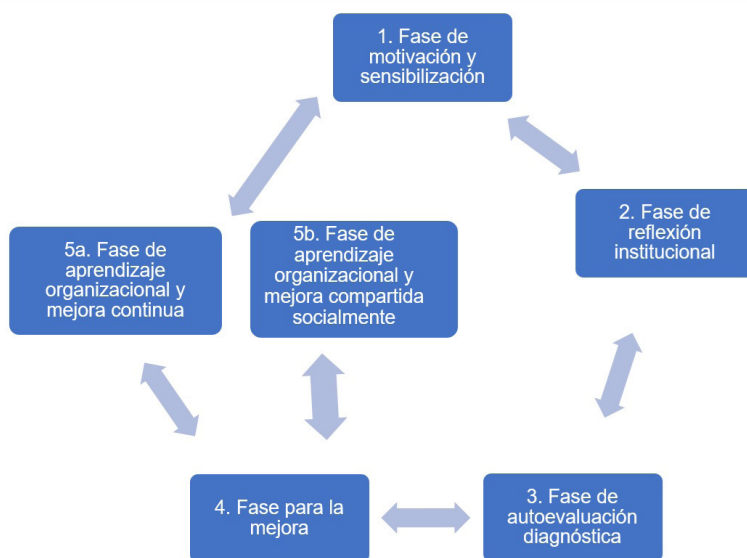 1. Fase de
motivación y
sensibilización
2. Fase de
reflexión
institucional
5a. Fase de
aprendizaje
organizacional y
mejora continua
5b. Fase de
aprendizaje
organizacional y
mejora compartida
socialmente
4. Fase para la
mejora
3. Fase de
autoevaluación
diagnóstica